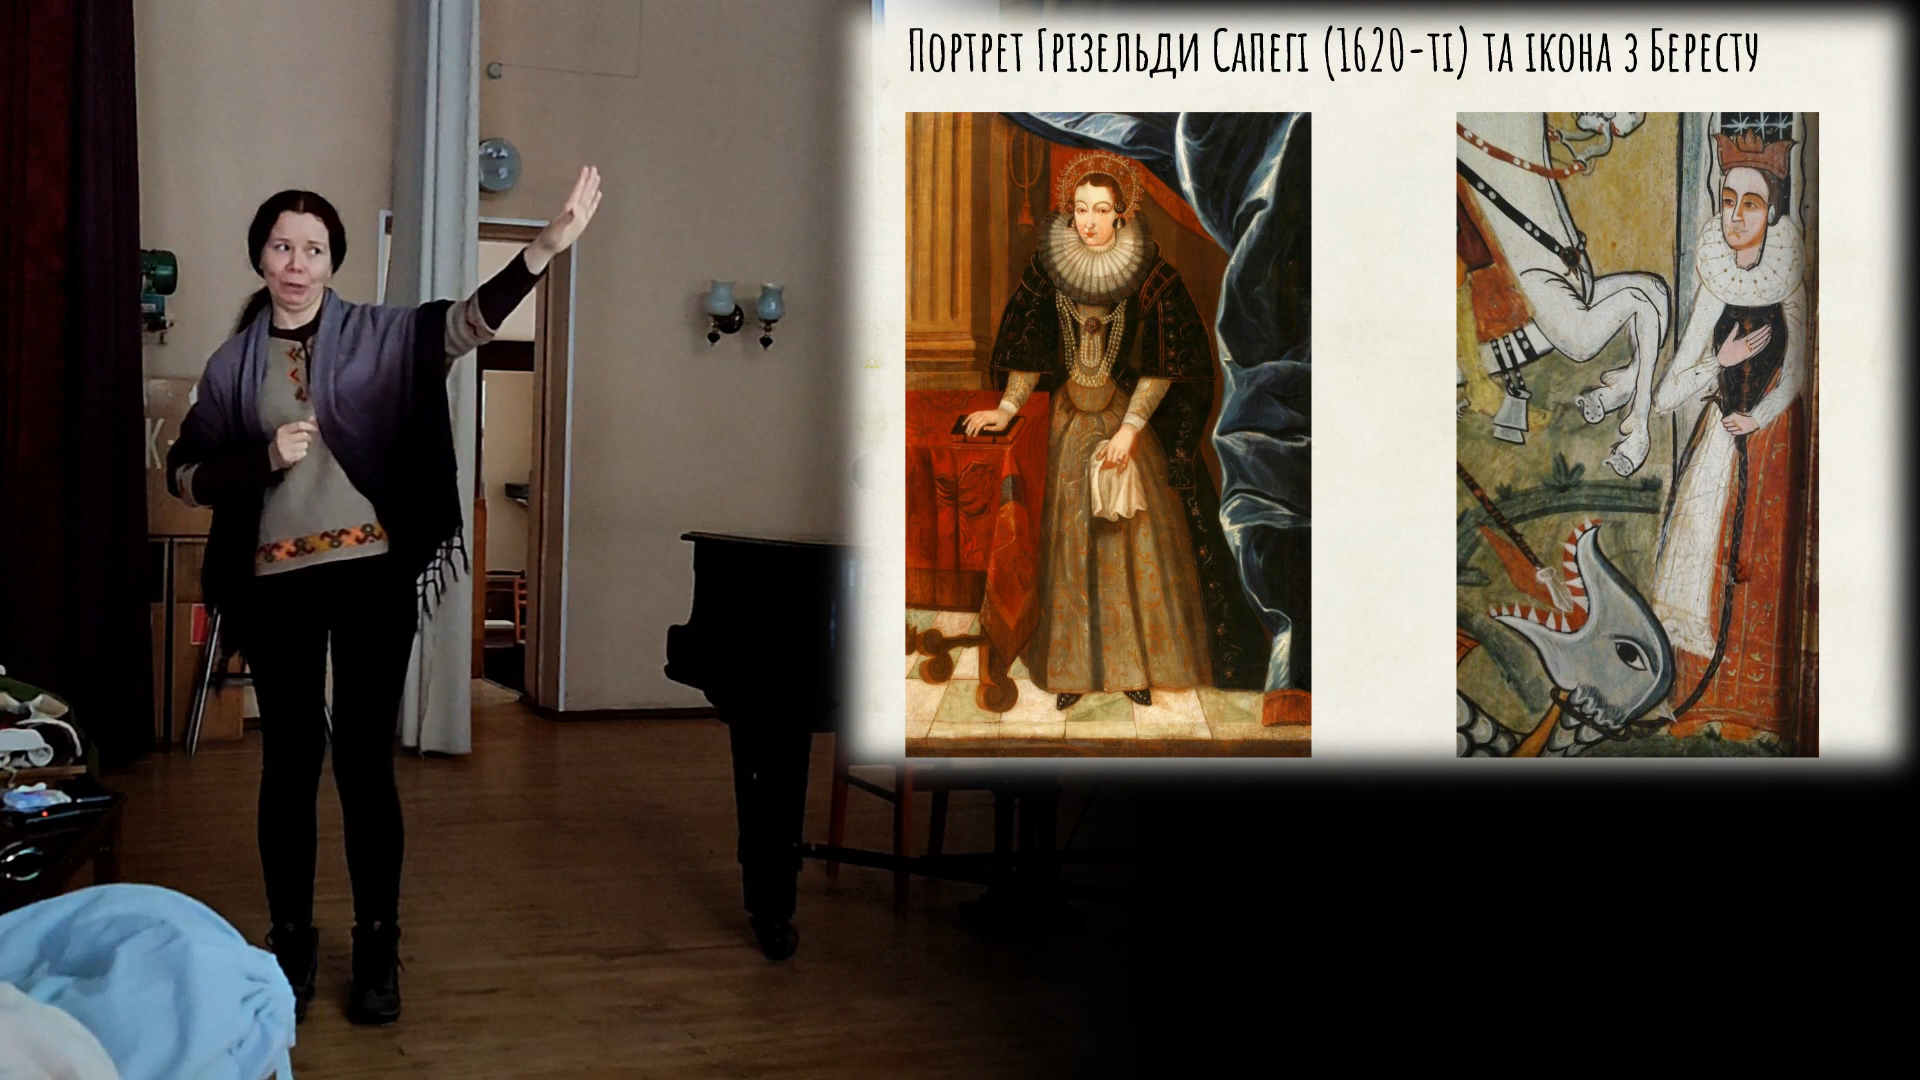 Портрет Грізельди Сапегі (1620-ті) та ікона з Бересту
К